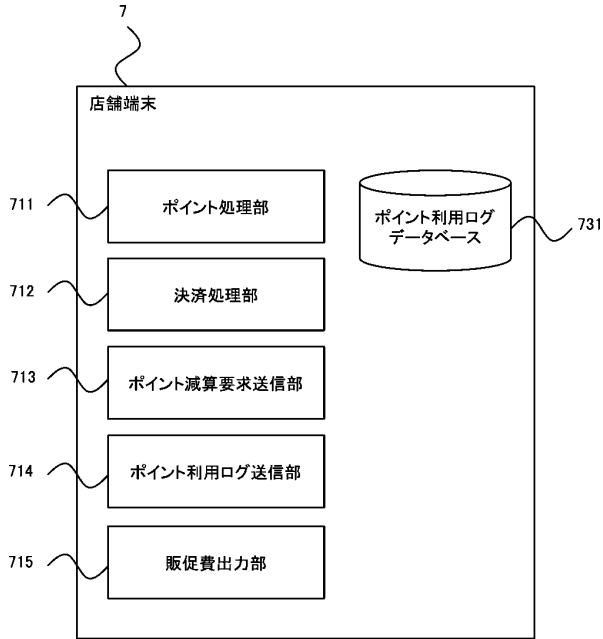 7
店舗端末
711
ポイント処理部
ポイント利用ログ
データベース
731
712
決済処理部
713
ポイント減算要求送信部
714
ポイント利用ログ送信部
715
販促費出力部